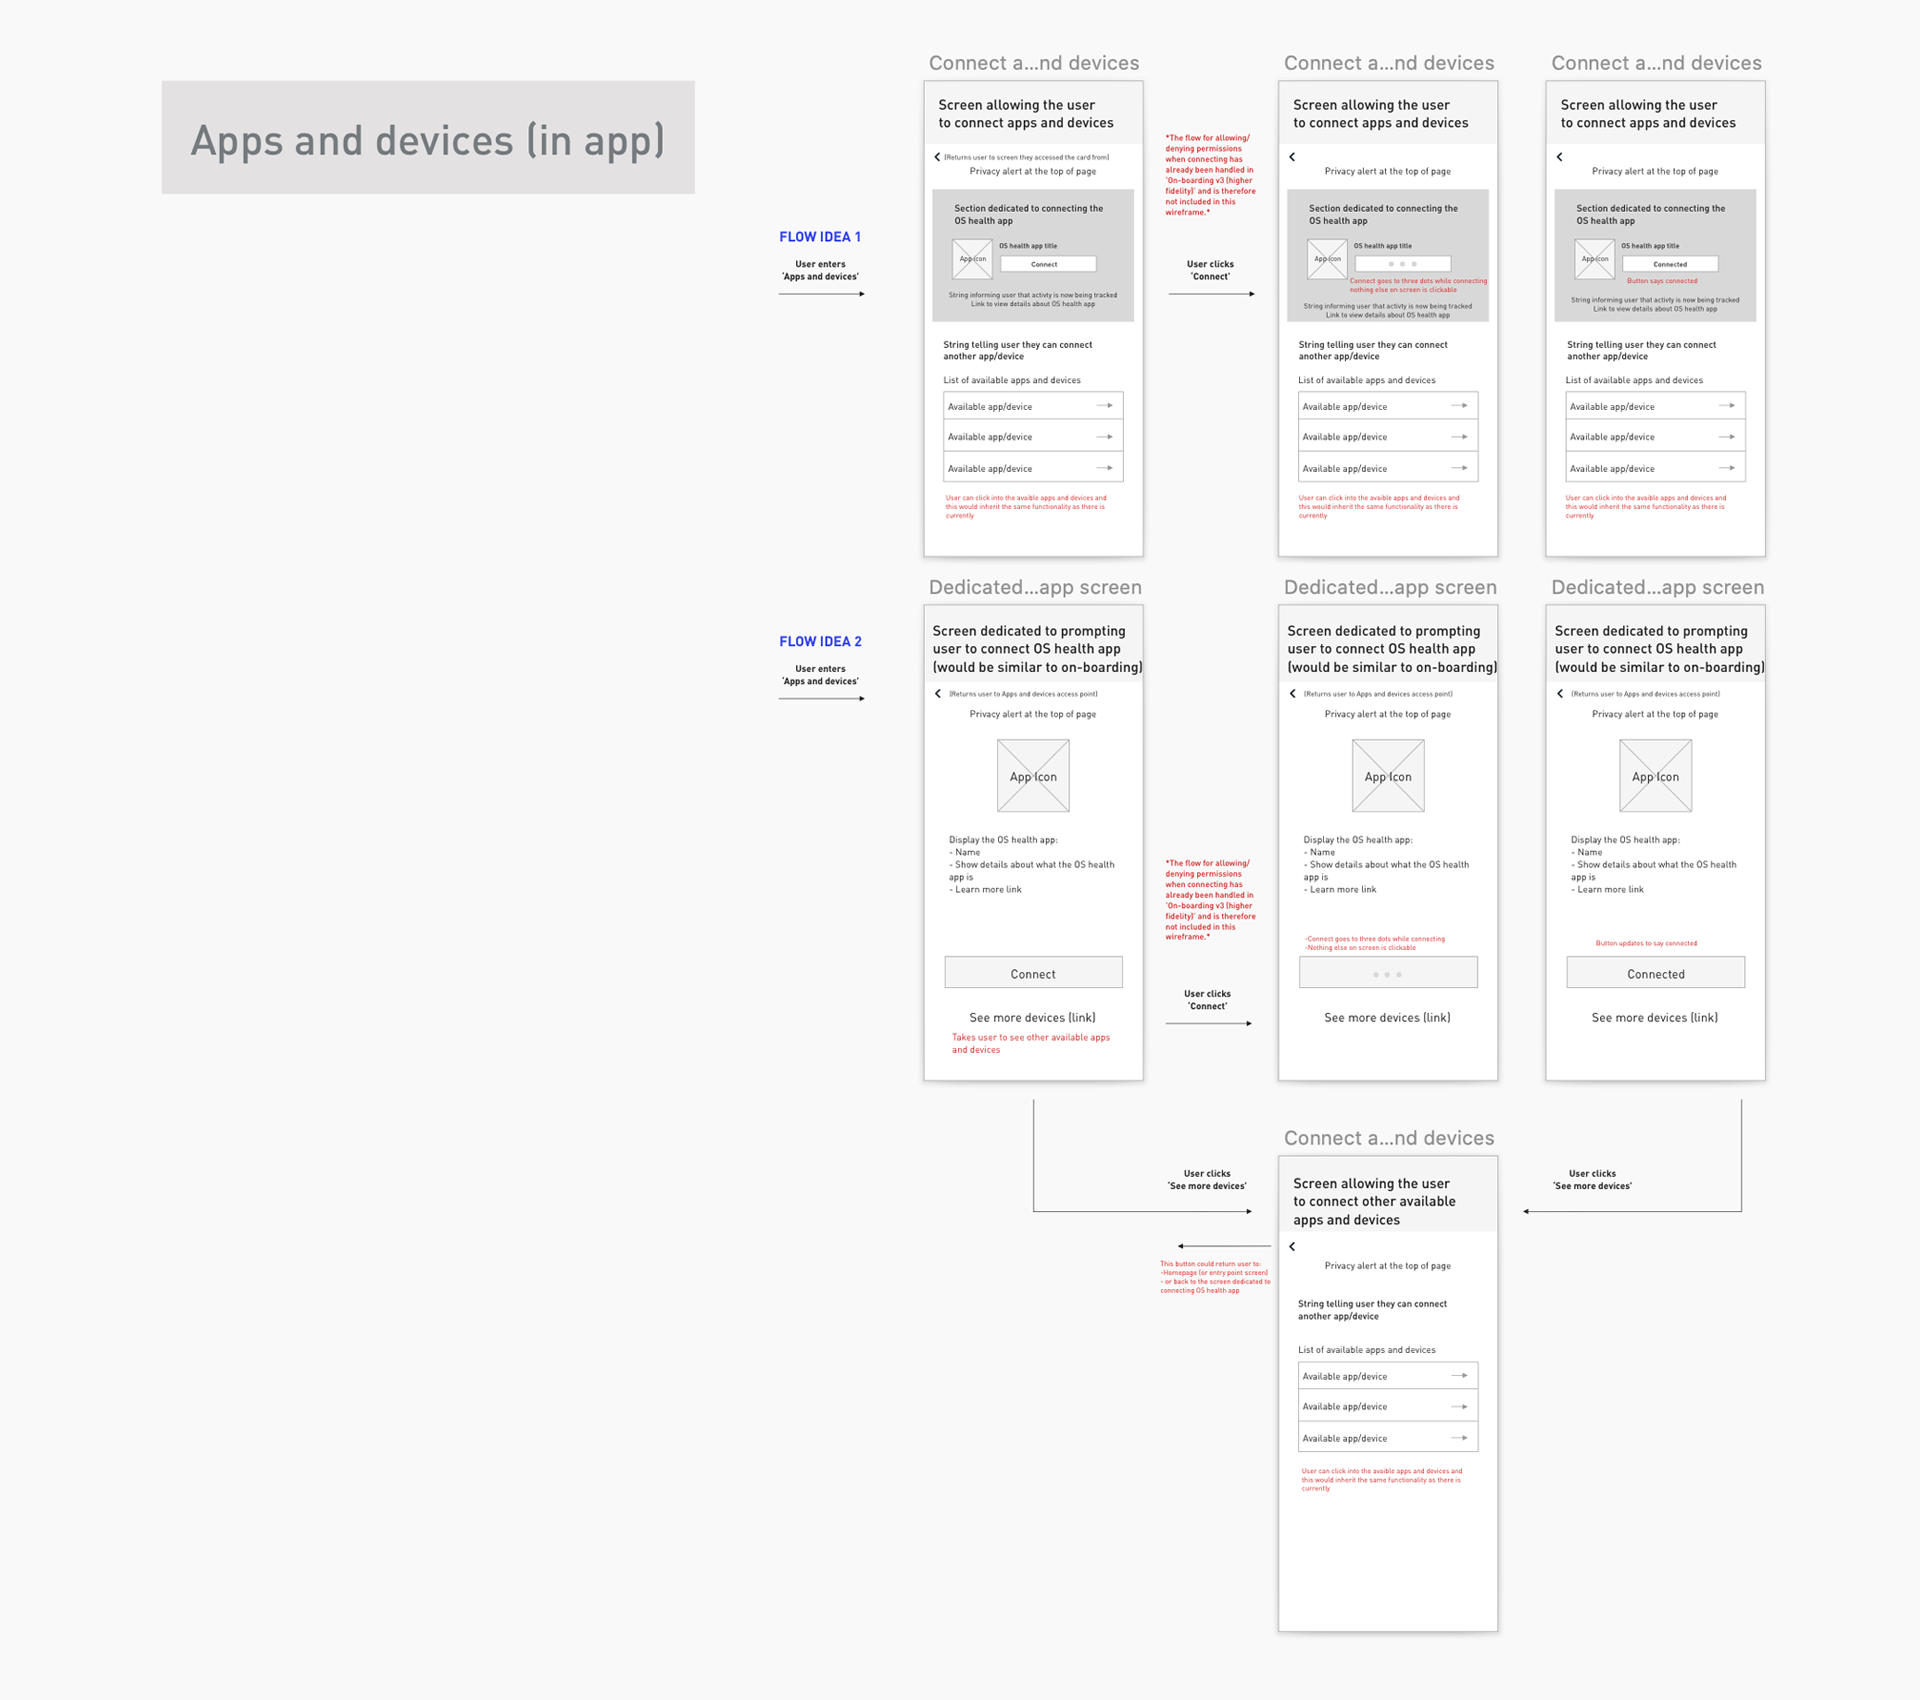 Apps and devices (in app)
FLOW IDEA 1
User enters
‘Apps and devices’
Connect a...nd devices
Screen allowing the user
to connect apps and devices
(Returns user to screen they accessed the card from)
Privacy alert at the top of page
Section dedicated to connecting the
OS health app
App icon
OS health app title
Connect
String informing user that activty is now being tracked
Link to view details about OS health app
String telling user they can connect
another app/device
List of available apps and devices
Available app/device
Available app/device
Available app/device
User can click into the avaible apps and devices and
this would inherit the same functionality as there is
currently
*The flow for allowing/
denying permissions
when connecting has
already been handled in
‘On-boarding v3 (higher
fidelity)’ and is therefore
not included in this
wireframe.*
User clicks
‘Connect’
Connect a...nd devices
Screen allowing the user
to connect apps and devices
Privacy alert at the top of page
Section dedicated to connecting the
OS health app
App icon
OS health app title
Connect goes to three dots while connecting
nothing else on screen is clickable
String informing user that activty is now being tracked
Link to view details about OS health app
String telling user they can connect
another app/device
List of available apps and devices
Available app/device
Available app/device
Available app/device
User can click into the avaible apps and devices and
this would inherit the same functionality as there is
currently
Connect a...nd devices
Screen allowing the user
to connect apps and devices
Privacy alert at the top of page
Section dedicated to connecting the
OS health app
App icon
OS health app title
Connected
Button says connected
String informing user that activty is now being tracked
Link to view details about OS health app
String telling user they can connect
another app/device
List of available apps and devices
Available app/device
Available app/device
Available app/device
User can click into the avaible apps and devices and
this would inherit the same functionality as there is
currently
FLOW IDEA 2
User enters
‘Apps and devices’
Dedicated...app screen
Screen dedicated to prompting
user to connect OS health app
(would be similar to on-boarding)
(Returns user to Apps and devices access point)
Privacy alert at the top of page
App Icon
Display the OS health app:
- Name
- Show details about what the OS health
app is
- Learn more link
Connect
See more devices (link)
Takes user to see other available apps
and devices
*The flow for allowing/
denying permissions
when connecting has
already been handled in
‘On-boarding v3 (higher
fidelity)’ and is therefore
not included in this
wireframe.*
User clicks
‘Connect’
Dedicated...app screen
Screen dedicated to prompting
user to connect OS health app
(would be similar to on-boarding)
(Returns user to Apps and devices access point)
Privacy alert at the top of page
App Icon
Display the OS health app:
- Name
- Show details about what the OS health
app is
- Learn more link
-Connect goes to three dots while connecting
-Nothing else on screen is clickable
See more devices (link)
Dedicated...app screen
Screen dedicated to prompting
user to connect OS health app
(would be similar to on-boarding)
(Returns user to Apps and devices access point)
Privacy alert at the top of page
App Icon
Display the OS health app:
- Name
- Show details about what the OS health
app is
- Learn more link
Button updates to say connected
Connected
See more devices (link)
User clicks
‘See more devices’
This button could return user to:
-Homepage (or entry point screen)
- or back to the screen dedicated to
connecting OS health app
Connect a...nd devices
Screen allowing the user
to connect other available
apps and devices
Privacy alert at the top of page
String telling user they can connect
another app/device
List of available apps and devices
Available app/device
Available app/device
Available app/device
User can click into the avaible apps and devices and
this would inherit the same functionality as there is
currently
User clicks
‘See more devices’